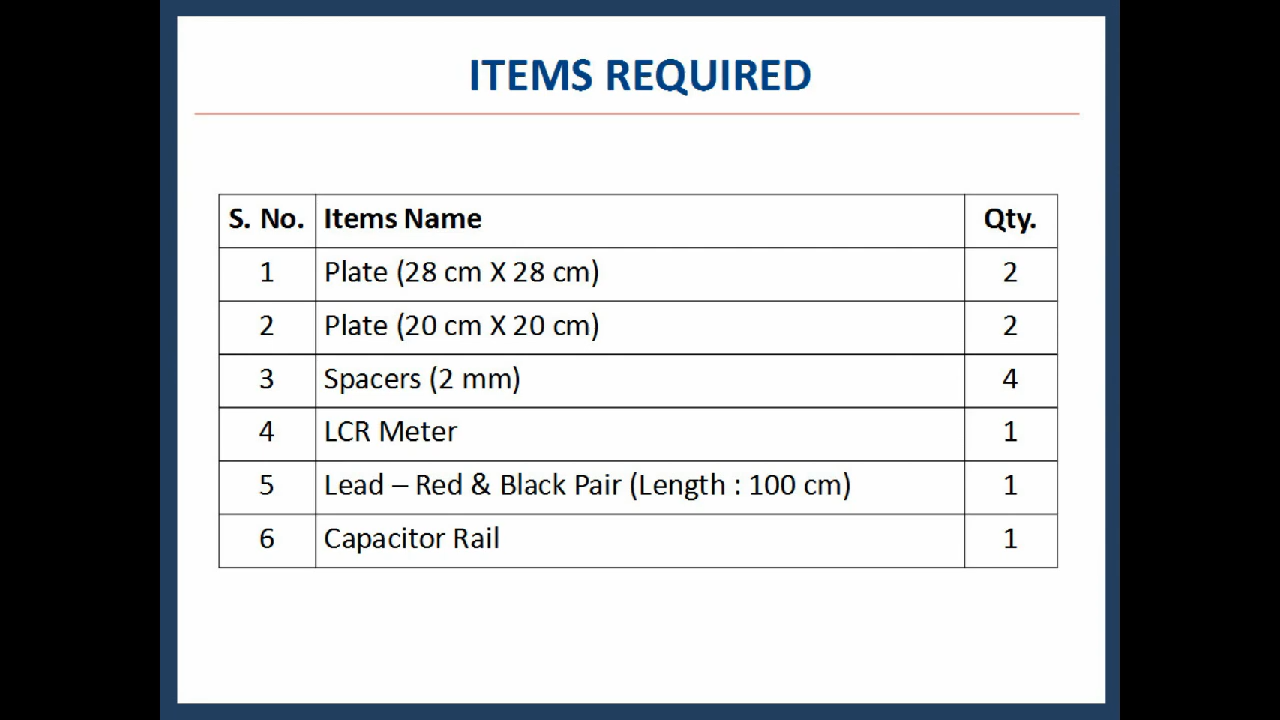 ITEMS REQUIRED
S. No. Items Name Qty.
1 Plate (28 cm X 28 cm) 2
2 Plate (20 cm X 20 cm) 2
3 Spacers (2 mm) 4
4 LCR Meter 1
5 Lead – Red & Black Pair (Length : 100 cm) 1
6 Capacitor Rail 1